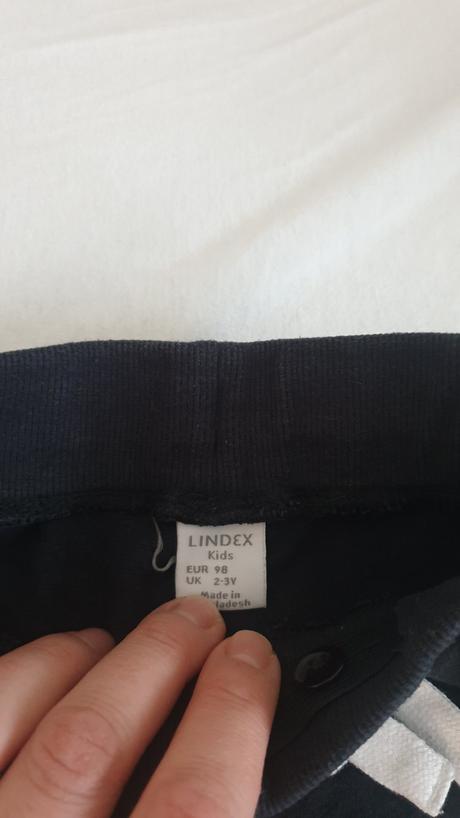 LINDEX
Kids
EUR 98
UK 2-3Y
Made in